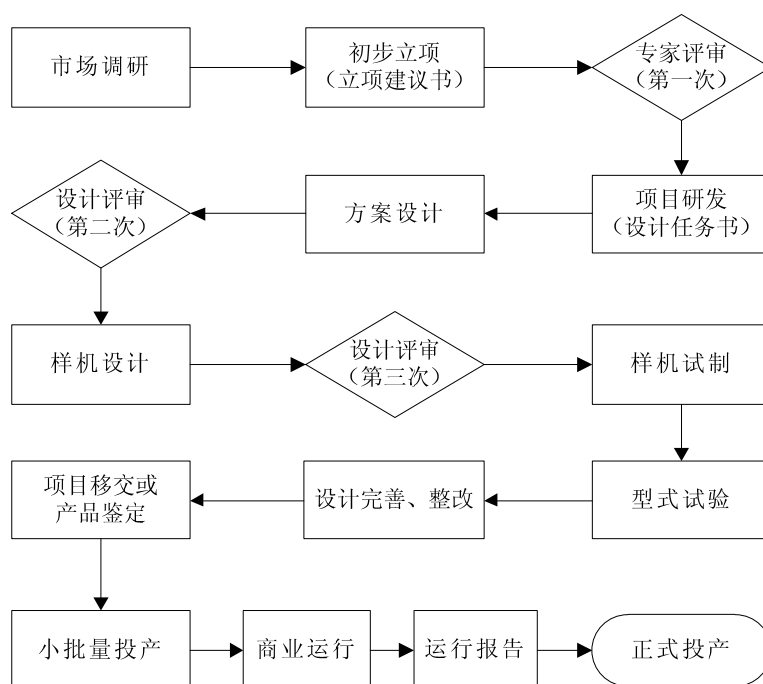 市场调研
初步立项
（立项建议书）
专家评审
（第一次）
项目研发
（设计任务书）
方案设计
设计评审
（第二次）
样机设计
设计评审
（第三次）
样机试制
型式试验
设计完善、整改
项目移交或
产品鉴定
小批量投产
商业运行
运行报告
正式投产